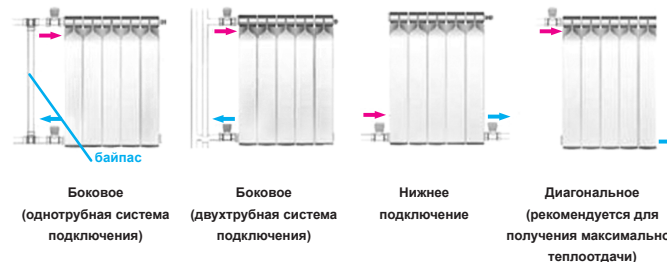 байпас
Боковое
(однотрубная система
подключения)
Боковое
(двухтрубная система
подключения)
Нижнее
подключение
Диагональное
(рекомендуется для
получения максимально
теплоотдачи)